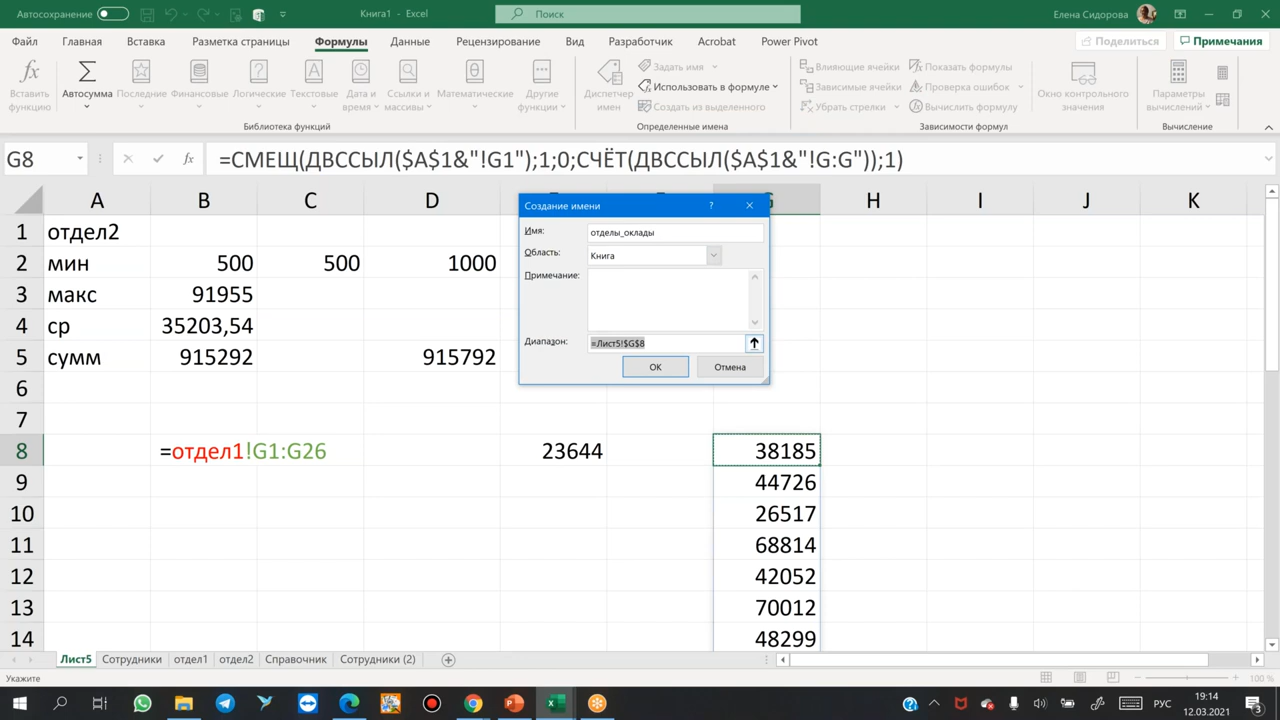 Автосохранение
Книга1 - Excel
Поиск
Елена Сидорова
Файл Главная Вставка Разметка страницы Формулы Данные Рецензирование Вид Разработчик Acrobat Power Pivot
Поделиться Примечания
Вставить функцию
Автосумма
Последние
Финансовые
Логические
Текстовые
Дата и время
Ссылки и массивы
Математические
Другие функции
Библиотека функций
Диспетчер имен
Задать имя
Использовать в формуле
Создать из выделенного
Определенные имена
Влияющие ячейки
Зависимые ячейки
Убрать стрелки
Показать формулы
Проверка ошибок
Вычислить формулу
Зависимости формул
Окно контрольного значения
Параметры вычислений
Вычисление
G8
fx
=СМЕЩ(ДВССЫЛ($A$1&"!G1");1;0;СЧЁТ(ДВССЫЛ($A$1&"!G:G"));1)
A B C D G H I J K
1 отдел2
2 мин 500 500 1000
3 макс 91955
4 ср 35203,54
5 сумм 915292 915792
6
7
8 =отдел1!G1:G26 23644 38185
9 44726
10 26517
11 68814
12 42052
13 70012
14 48299
Создание имени ?
Имя: отделы_оклады
Область: Книга
Примечание:
Диапазон: =Лист5!$G$8
ОК Отмена
Лист5 Сотрудники отдел1 отдел2 Справочник Сотрудники (2)
Укажите
100 %
РУС
19:14
12.03.2021